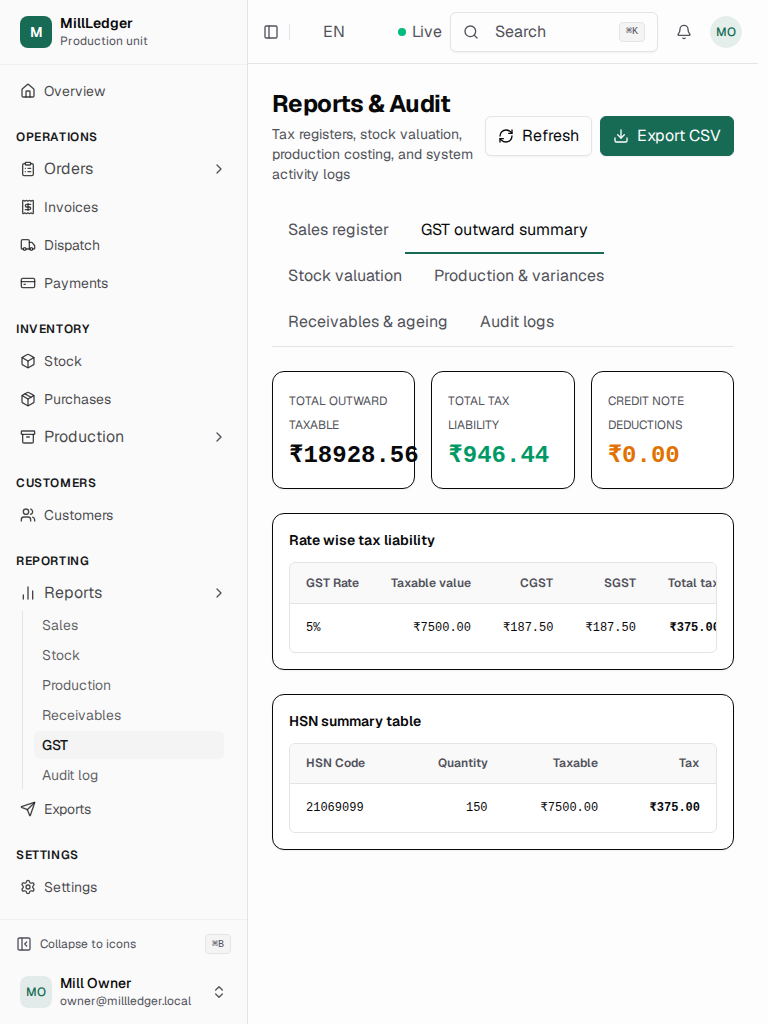 M
MillLedger
Production unit
Overview
OPERATIONS
Orders
Invoices
Dispatch
Payments
INVENTORY
Stock
Purchases
Production
CUSTOMERS
Customers
REPORTING
Reports
Sales
Stock
Production
Receivables
GST
Audit log
Exports
SETTINGS
Settings
Collapse to icons ⌘B
MO
Mill Owner
owner@millledger.local
EN
Live
Search ⌘K
MO
Reports & Audit
Tax registers, stock valuation,
production costing, and system
activity logs
Refresh
Export CSV
Sales register GST outward summary
Stock valuation Production & variances
Receivables & ageing Audit logs
TOTAL OUTWARD
TAXABLE
₹18928.56
TOTAL TAX
LIABILITY
₹946.44
CREDIT NOTE
DEDUCTIONS
₹0.00
Rate wise tax liability
GST Rate Taxable value CGST SGST Total tax
5% ₹7500.00 ₹187.50 ₹187.50 ₹375.00
HSN summary table
HSN Code Quantity Taxable Tax
21069099 150 ₹7500.00 ₹375.00